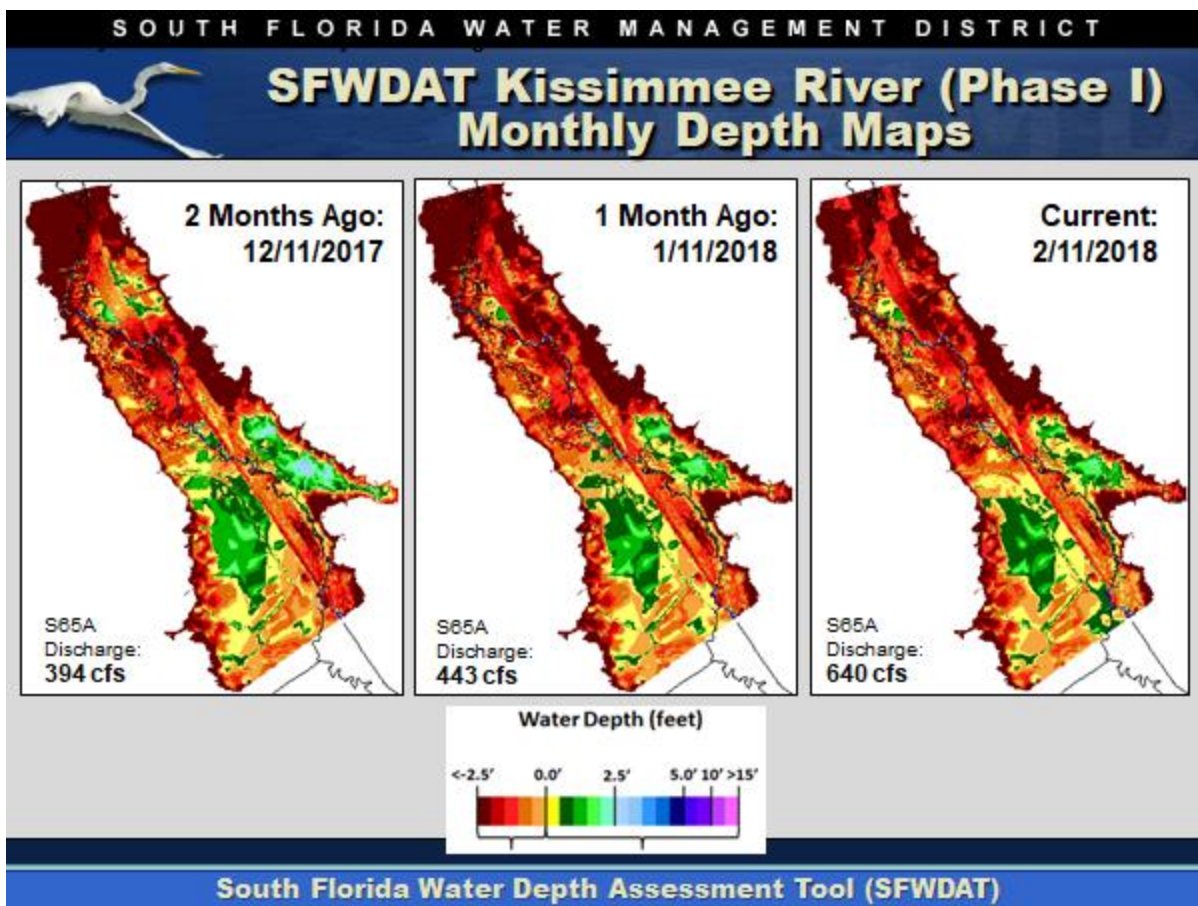 SOUTH FLORIDA WATER MANAGEMENT DISTRICT
SFWDAT Kissimmee River (Phase I)
Monthly Depth Maps
2 Months Ago:
12/11/2017
S65A
Discharge:
394 cfs
1 Month Ago:
1/11/2018
S65A
Discharge:
443 cfs
Current:
2/11/2018
S65A
Discharge:
640 cfs
Water Depth (feet)
<-2.5' 0.0' 2.5' 5.0' 10' >15'
South Florida Water Depth Assessment Tool (SFWDAT)